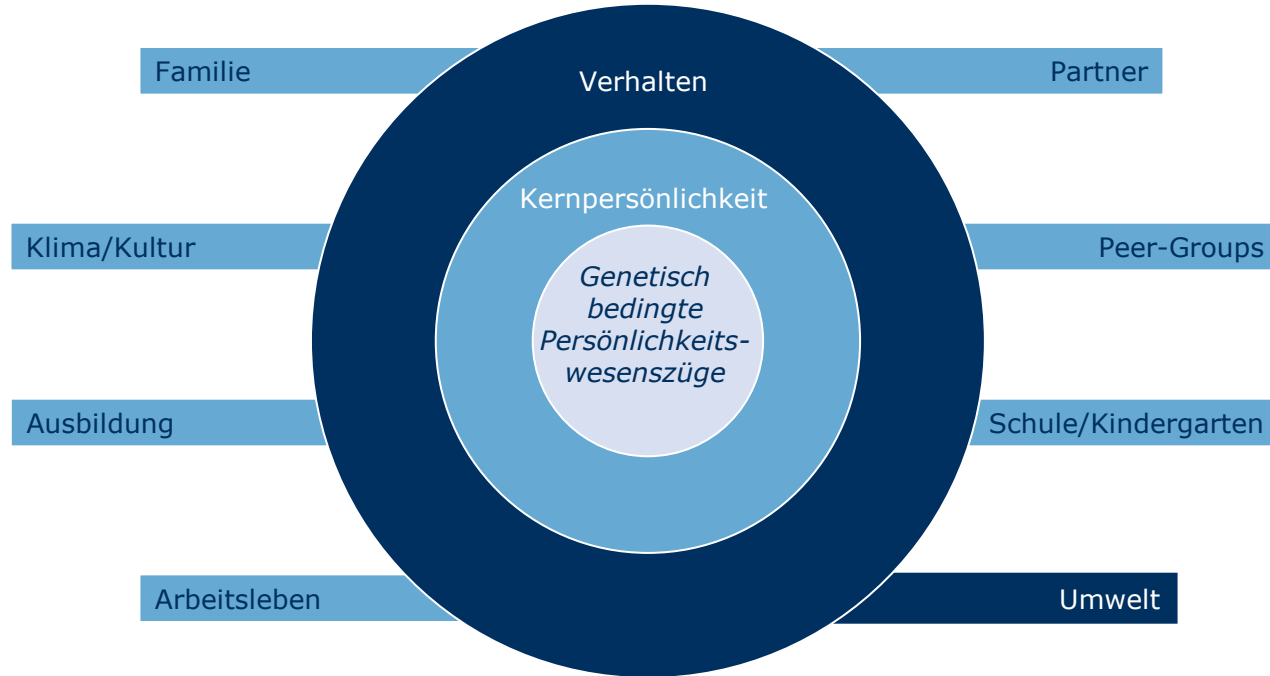 Familie
Partner
Verhalten
Kernpersönlichkeit
Klima/Kultur
Peer-Groups
Genetisch
bedingte
Persönlichkeits-
wesenszüge
Ausbildung
Schule/Kindergarten
Arbeitsleben
Umwelt